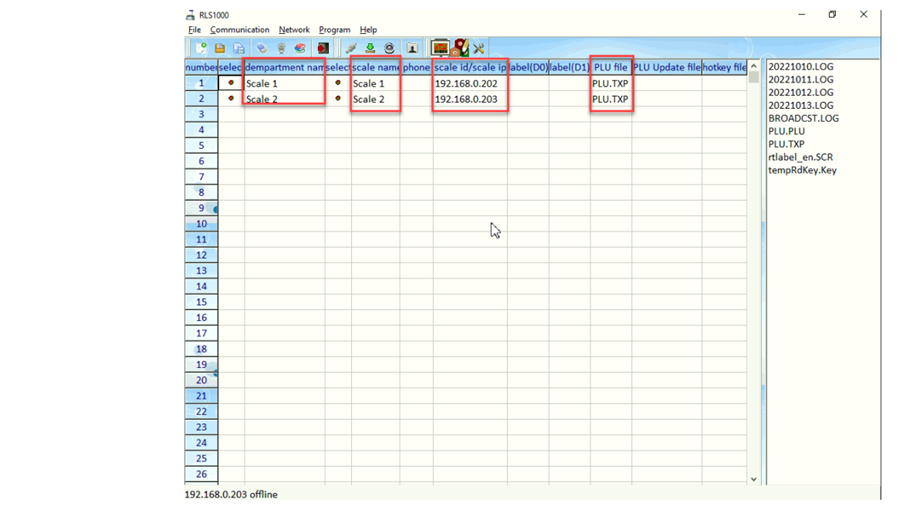 RLS1000
File Communication Network Program Help
number selec dempartment nam select scale name phone scale id/scale ip label(D0) label(D1) PLU file PLU Update file hotkey file
1 Scale 1 Scale 1 192.168.0.202 PLU.TXP
2 Scale 2 Scale 2 192.168.0.203 PLU.TXP
3
4
5
6
7
8
9
10
11
12
13
14
15
16
17
18
19
20
21
22
23
24
25
26
20221010.LOG
20221011.LOG
20221012.LOG
20221013.LOG
BROADCST.LOG
PLU.PLU
PLU.TXP
rtlabel_en.SCR
tempRdKey.Key
192.168.0.203 offline